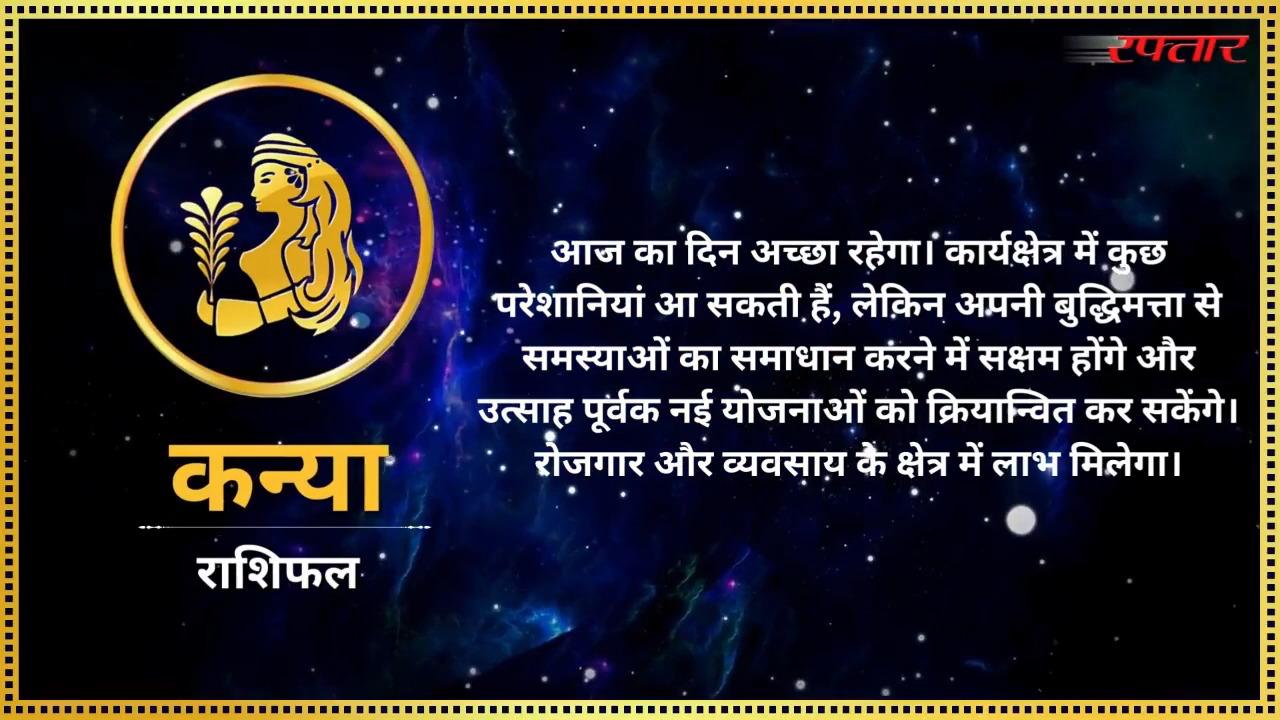 रफ्तार
आज का दिन अच्छा रहेगा। कार्यक्षेत्र में कुछ
परेशानियां आ सकती हैं, लेकिन अपनी बुद्धिमत्ता से
समस्याओं का समाधान करने में सक्षम होंगे और
उत्साह पूर्वक नई योजनाओं को क्रियान्वित कर सकेंगे।
रोजगार और व्यवसाय के क्षेत्र में लाभ मिलेगा।
कन्या
राशिफल